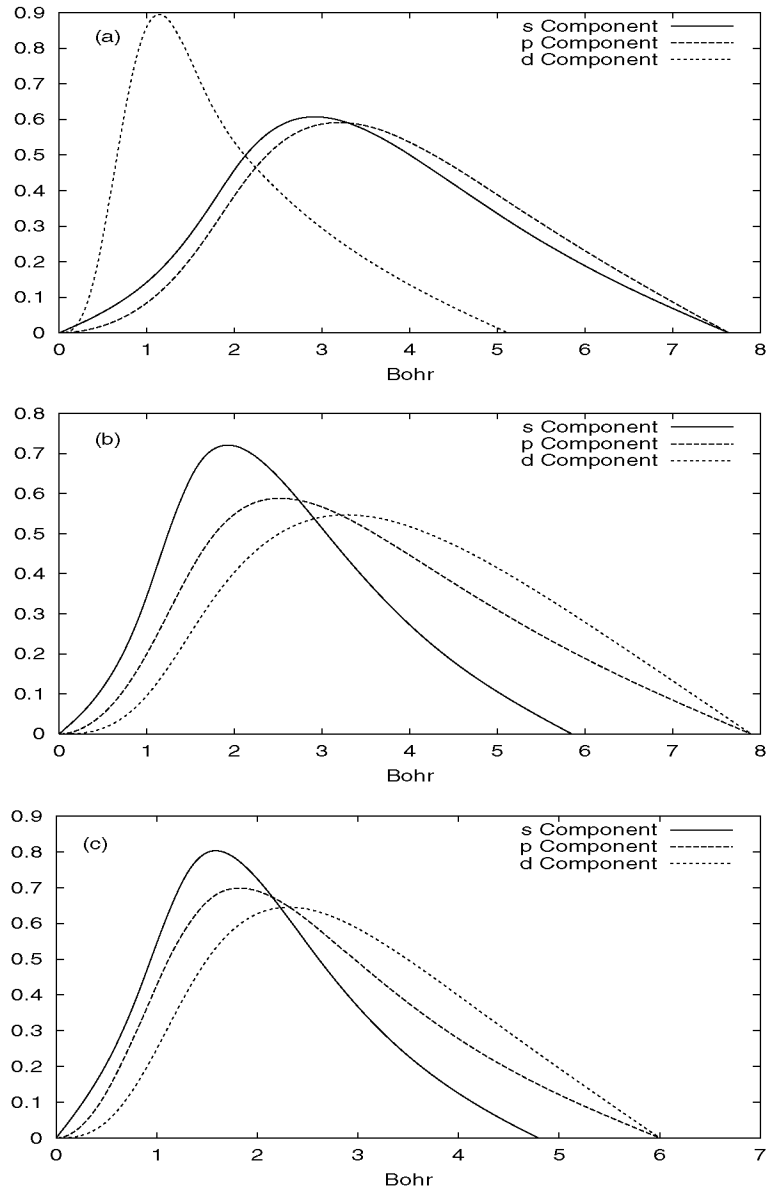 0.9
(a)
s Component
p Component
d Component
0.8
0.7
0.6
0.5
0.4
0.3
0.2
0.1
0
0 1 2 3 4 5 6 7 8
Bohr
0.8
(b)
s Component
p Component
d Component
0.7
0.6
0.5
0.4
0.3
0.2
0.1
0
0 1 2 3 4 5 6 7 8
Bohr
0.9
(c)
s Component
p Component
d Component
0.8
0.7
0.6
0.5
0.4
0.3
0.2
0.1
0
0 1 2 3 4 5 6 7
Bohr